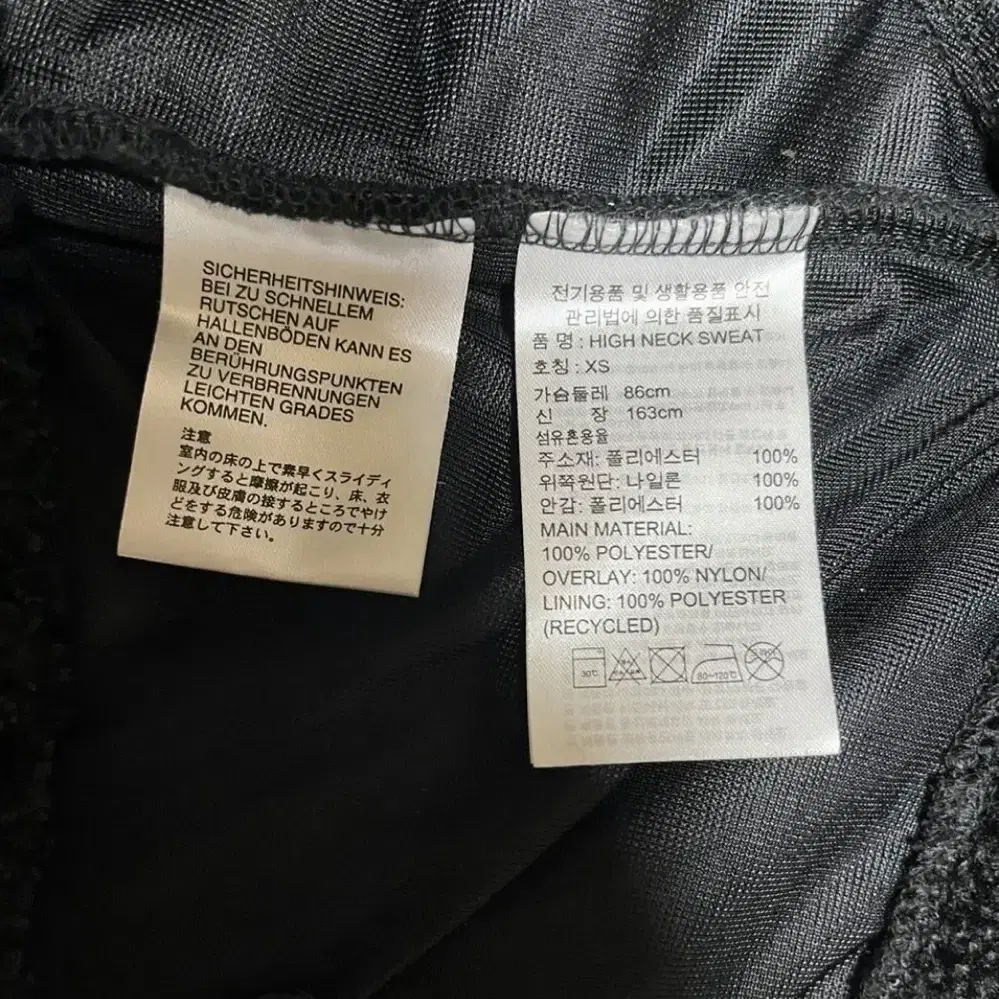 SICHERHEITSHINWEIS:
BEI ZU SCHNELLEM
RUTSCHEN AUF
HALLENBÖDEN KANN ES
AN DEN
BERÜHRUNGSPUNKTEN
ZU VERBRENNUNGEN
LEICHTEN GRADES
KOMMEN.
注意
室内の床の上で素早くスライディ
ングすると摩擦が起こり、床、衣
服及び皮膚の接するところでやけ
どをする危険がありますので十分
注意して下さい。
전기용품 및 생활용품 안전
관리법에 의한 품질표시
품 명 : HIGH NECK SWEAT
호칭 : XS
가슴둘레 86cm
신 장 163cm
섬유혼용율
주소재: 폴리에스터 100%
위쪽원단: 나일론 100%
안감: 폴리에스터 100%
MAIN MATERIAL:
100% POLYESTER/
OVERLAY: 100% NYLON/
LINING: 100% POLYESTER
(RECYCLED)
30℃ 80~120℃